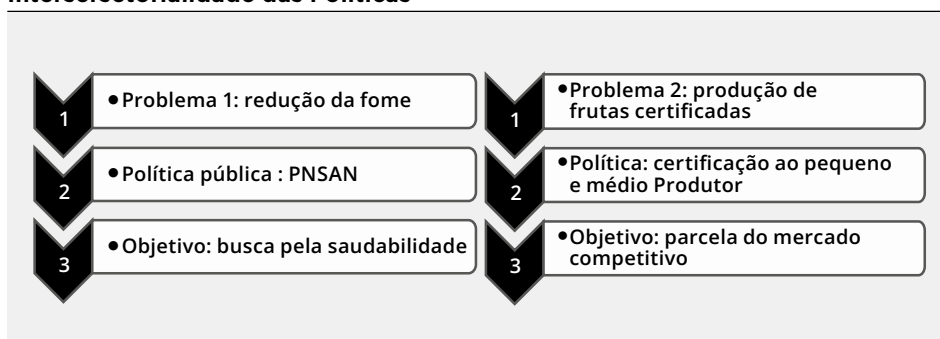 1
•Problema 1: redução da fome
2
•Política pública : PNSAN
3
•Objetivo: busca pela saudabilidade
1
•Problema 2: produção de
frutas certificadas
2
•Política: certificação ao pequeno
e médio Produtor
3
•Objetivo: parcela do mercado
competitivo